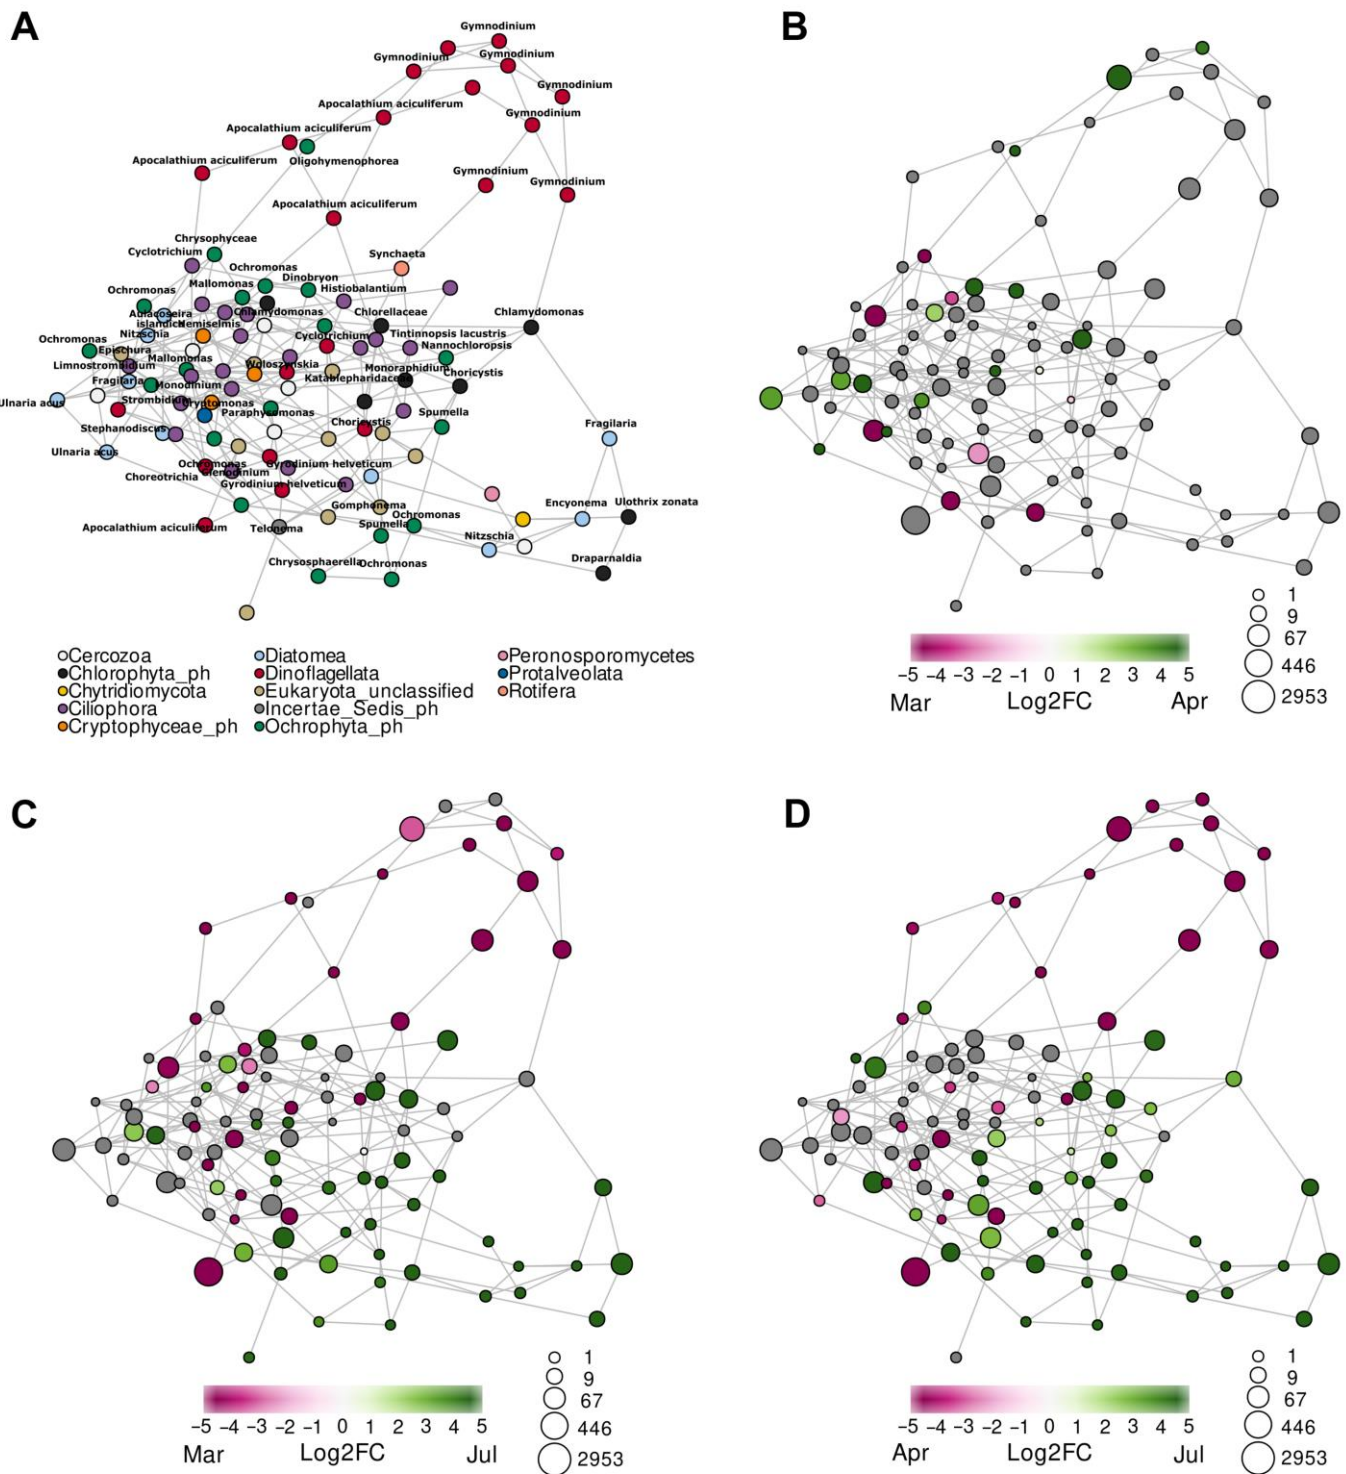 A
B
Gymnodinium
Gymnodinium
Gymnodinium
Gymnodinium
Apocalathium aciculiferum
Gymnodinium
Apocalathium aciculiferum
Apocalathium aciculiferum
Oligohymenophorea
Gymnodinium
Gymnodinium
Apocalathium aciculiferum
Chrysophyceae
Cyclotrichium
Synchaeta
Ochromonas
Dinobryon
Mallomonas
Histiobalantium
Ochromonas
Aulacoseira
islandica
Hemiselmis
Chlamydomonas
Chlorellaceae
Chlamydomonas
Nitzschia
Cyclotrichium
Tintinnopsis lacustris
Ochromonas
Epischura
Nannochloropsis
Limnostrombidium
Mallomonas
Woloszynskia
Monoraphidium
Choricystis
Fragilaria
Monodinium
Katablepharidaceae
Ulnaria acus
Strombidium
Cryptomonas
Paraphysomonas
Spumella
Stephanodiscus
Choricystis
Fragilaria
Ulnaria acus
Ochromonas
Gyrodinium helveticum
Choreotrichia
Glenodinium
Gyrodinium helveticum
Gomphonema
Encyonema
Ulothrix zonata
Apocalathium aciculiferum
Telonema
Spumella
Ochromonas
Nitzschia
Chrysosphaerella
Ochromonas
Draparnaldia
Cercozoa
Chlorophyta_ph
Chytridiomycota
Ciliophora
Cryptophyceae_ph
Diatomea
Dinoflagellata
Eukaryota_unclassified
Incertae_Sedis_ph
Ochrophyta_ph
Peronosporomycetes
Protalveolata
Rotifera
−5 −4 −3 −2 −1 0 1 2 3 4 5
Mar Log2FC Apr
1
9
67
446
2953
C
D
−5 −4 −3 −2 −1 0 1 2 3 4 5
Mar Log2FC Jul
1
9
67
446
2953
−5 −4 −3 −2 −1 0 1 2 3 4 5
Apr Log2FC Jul
1
9
67
446
2953